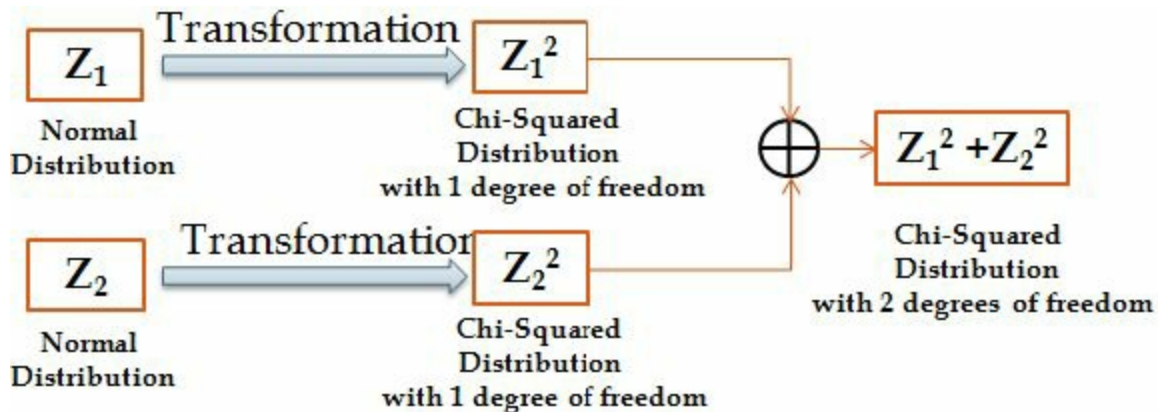 Transformation
Z₁
Z₁²
Normal
Distribution
Chi-Squared
Distribution
with 1 degree of freedom
Z₁² +Z₂²
Transformation
Z₂
Z₂²
Normal
Distribution
Chi-Squared
Distribution
with 1 degree of freedom
Chi-Squared
Distribution
with 2 degrees of freedom